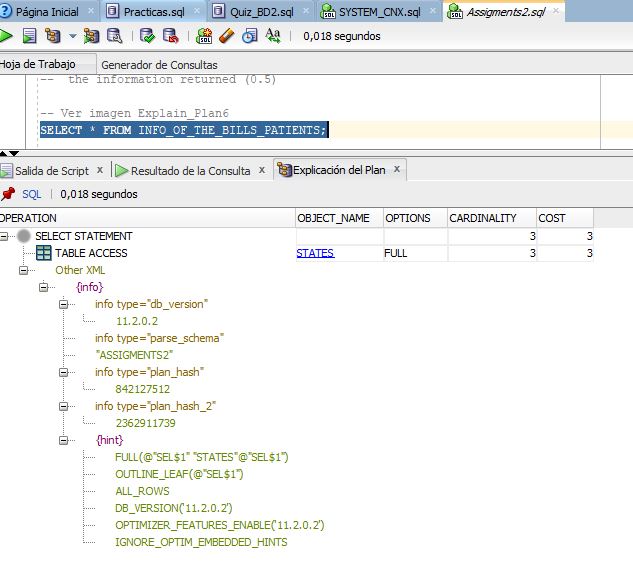 Página Inicial
Practicas.sql
Quiz_BD2.sql
SYSTEM_CNX.sql
Assigments2.sql
0,018 segundos
Hoja de Trabajo
Generador de Consultas
-- the information returned (0.5)
-- Ver imagen Explain_Plan6
SELECT * FROM INFO_OF_THE_BILLS_PATIENTS;
Salida de Script x
Resultado de la Consulta x
Explicación del Plan x
SQL | 0,018 segundos
OPERATION OBJECT_NAME OPTIONS CARDINALITY COST
SELECT STATEMENT 3 3
TABLE ACCESS STATES FULL 3 3
Other XML
{info}
info type="db_version"
11.2.0.2
info type="parse_schema"
"ASSIGMENTS2"
info type="plan_hash"
842127512
info type="plan_hash_2"
2362911739
{hint}
FULL(@"SEL$1" "STATES"@"SEL$1")
OUTLINE_LEAF(@"SEL$1")
ALL_ROWS
DB_VERSION('11.2.0.2')
OPTIMIZER_FEATURES_ENABLE('11.2.0.2')
IGNORE_OPTIM_EMBEDDED_HINTS